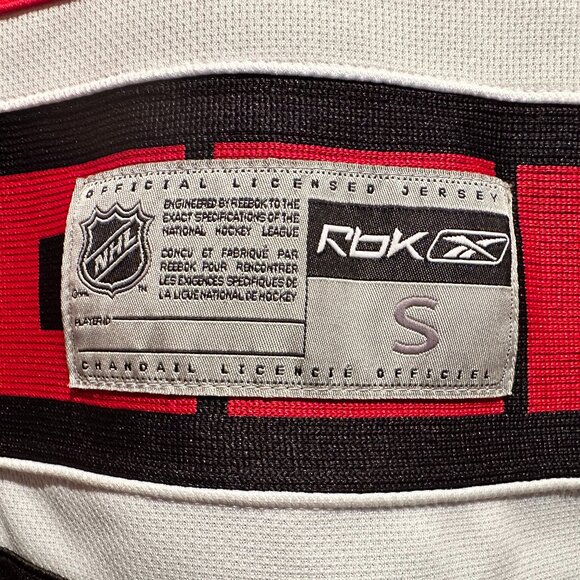 OFFICIAL LICENSED JERSEY
NHL
ENGINEERED BY REEBOK TO THE
EXACT SPECIFICATIONS OF THE
NATIONAL HOCKEY LEAGUE
CONÇU ET FABRIQUÉ PAR
REEBOK POUR RENCONTRER
LES EXIGENCES SPÉCIFIQUES DE
LA LIGUE NATIONAL DE HOCKEY
PLAYER ID
RbK
S
CHANDAIL LICENCIÉ OFFICIEL